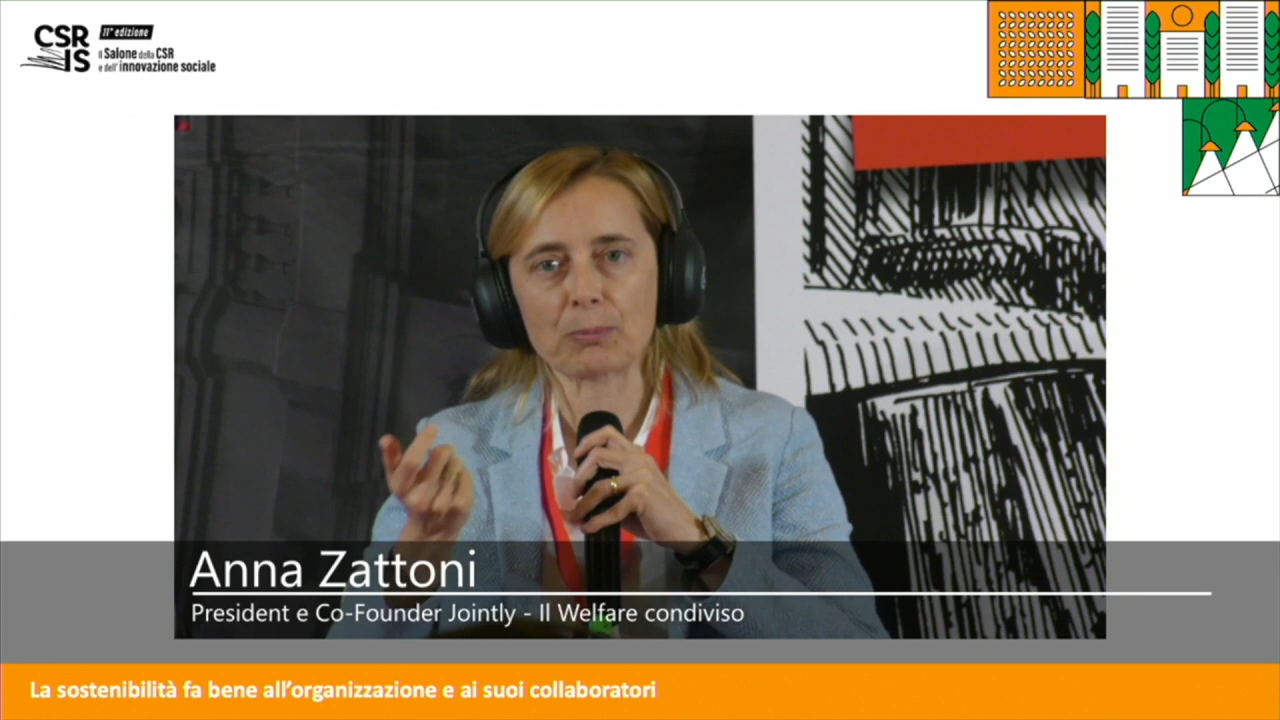 CSR
IS
11° edizione
Il Salone della CSR
e dell'innovazione sociale
Anna Zattoni
President e Co-Founder Jointly - Il Welfare condiviso
La sostenibilità fa bene all'organizzazione e ai suoi collaboratori